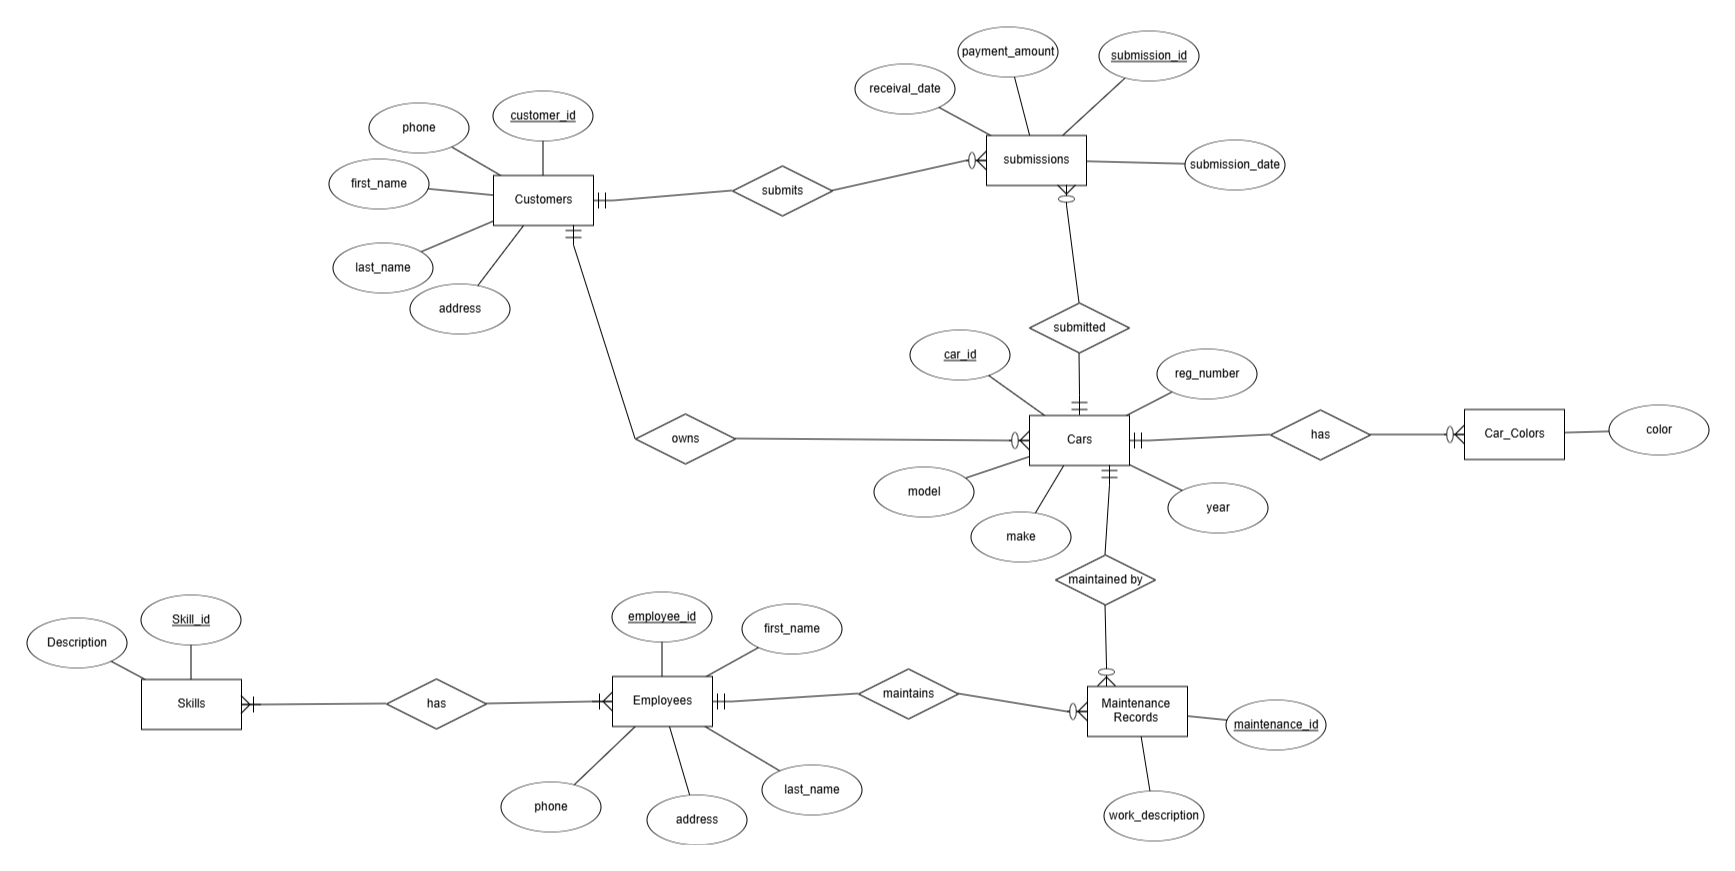 payment_amount
submission_id
receival_date
customer_id
phone
submissions
submission_date
first_name
submits
Customers
last_name
address
submitted
car_id
reg_number
color
has
Car_Colors
owns
Cars
model
year
make
maintained by
Skill_id
employee_id
first_name
Description
maintains
Skills
has
Employees
Maintenance
Records
maintenance_id
last_name
phone
address
work_description